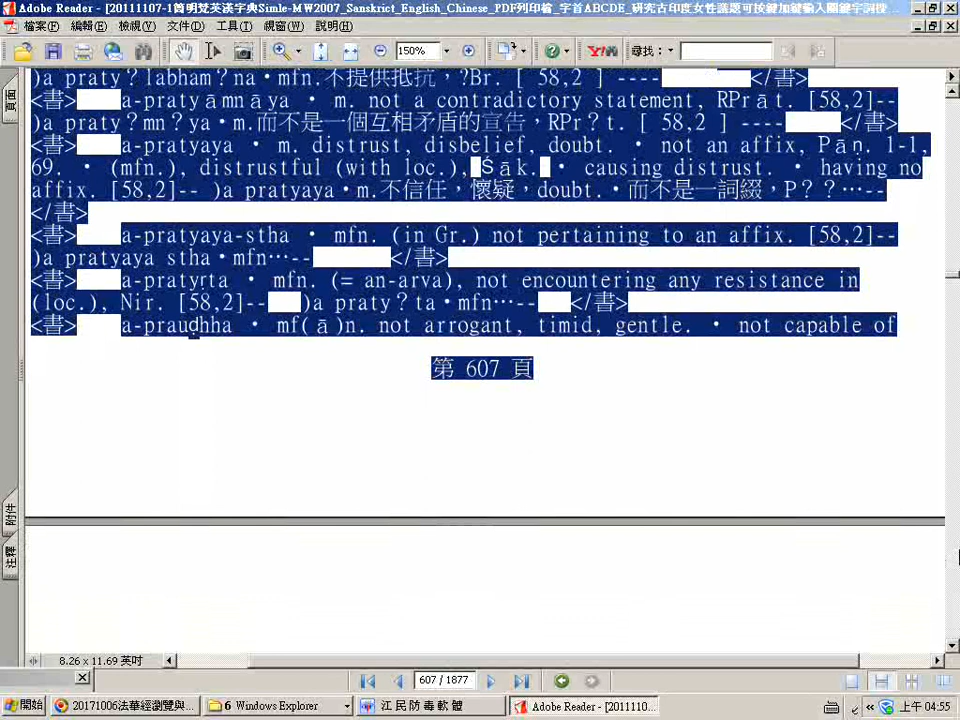 Adobe Reader - [20111107-1簡明梵英漢字典Simle-MW2007_Sanskrict_English_Chinese_PDF列印檔_字首ABCDE_研究古印度女性議題可按鍵加鍵輸入關鍵字詞搜...
檔案(F) 編輯(E) 檢視(V) 文件(D) 工具(T) 視窗(W) 說明(H)
150% Y! 尋找:
)a praty?labham?na•mfn.不提供抵抗,?Br. [ 58,2 ] ---- </書>
<書> a-pratyāmnāya • m. not a contradictory statement, RPrāt. [58,2]--
)a praty?mn?ya•m.而不是一個互相矛盾的宣告,RPr?t. [ 58,2 ] ---- </書>
<書> a-pratyaya • m. distrust, disbelief, doubt. • not an affix, Pāṇ. 1-1,
69. • (mfn.), distrustful (with loc.), Śāk. • causing distrust. • having no
affix. [58,2]-- )a pratyaya•m.不信任,懷疑,doubt.•而不是一詞綴,P??…--
</書>
<書> a-pratyaya-stha • mfn. (in Gr.) not pertaining to an affix. [58,2]--
)a pratyaya stha•mfn…-- </書>
<書> a-pratyṛta • mfn. (= an-arva), not encountering any resistance in
(loc.), Nir. [58,2]-- )a praty?ta•mfn…-- </書>
<書> a-prauḍhha • mf(ā)n. not arrogant, timid, gentle. • not capable of
第 607 頁
頁面
附件
注釋
8.26 x 11.69 英吋
607 / 1877
開始 20171006法華經瀏覽與... 6 Windows Explorer 江民防毒軟體 Adobe Reader - [2011110... 上午 04:55